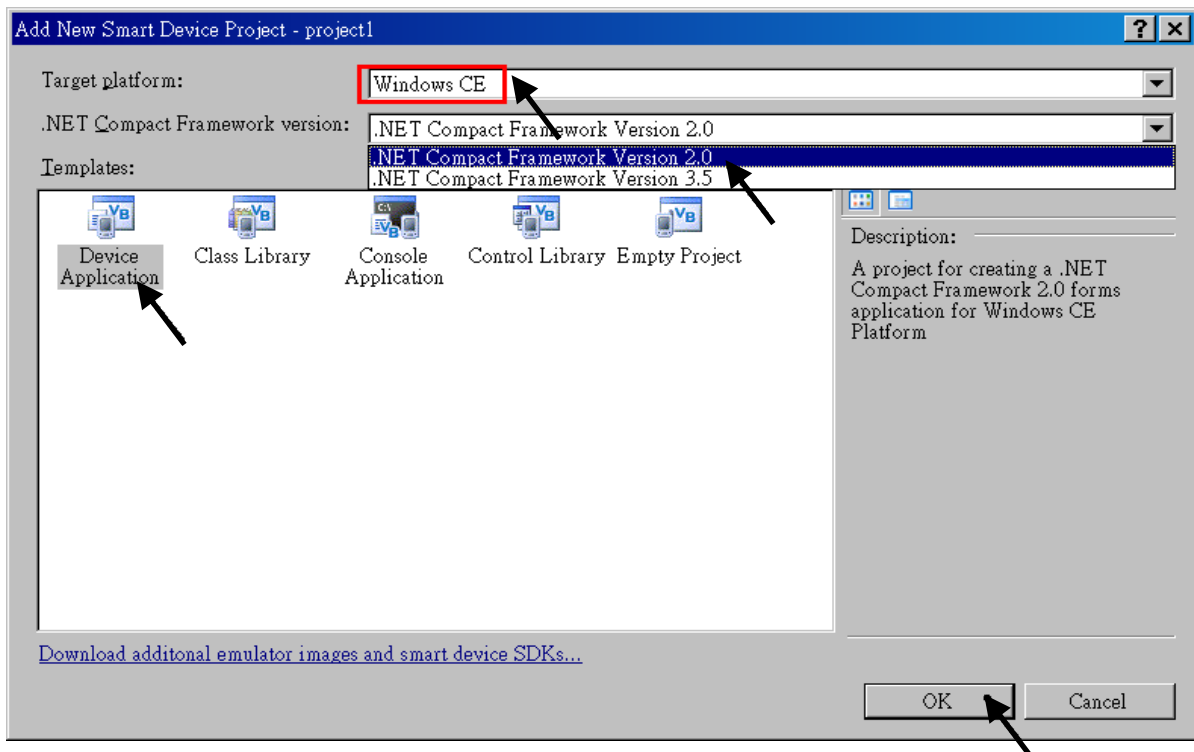 Add New Smart Device Project - project1
Target platform:
Windows CE
.NET Compact Framework version:
.NET Compact Framework Version 2.0
.NET Compact Framework Version 2.0
.NET Compact Framework Version 3.5
Templates:
Device Application
Class Library
Console Application
Control Library
Empty Project
Description:
A project for creating a .NET
Compact Framework 2.0 forms
application for Windows CE
Platform
Download additonal emulator images and smart device SDKs...
OK
Cancel